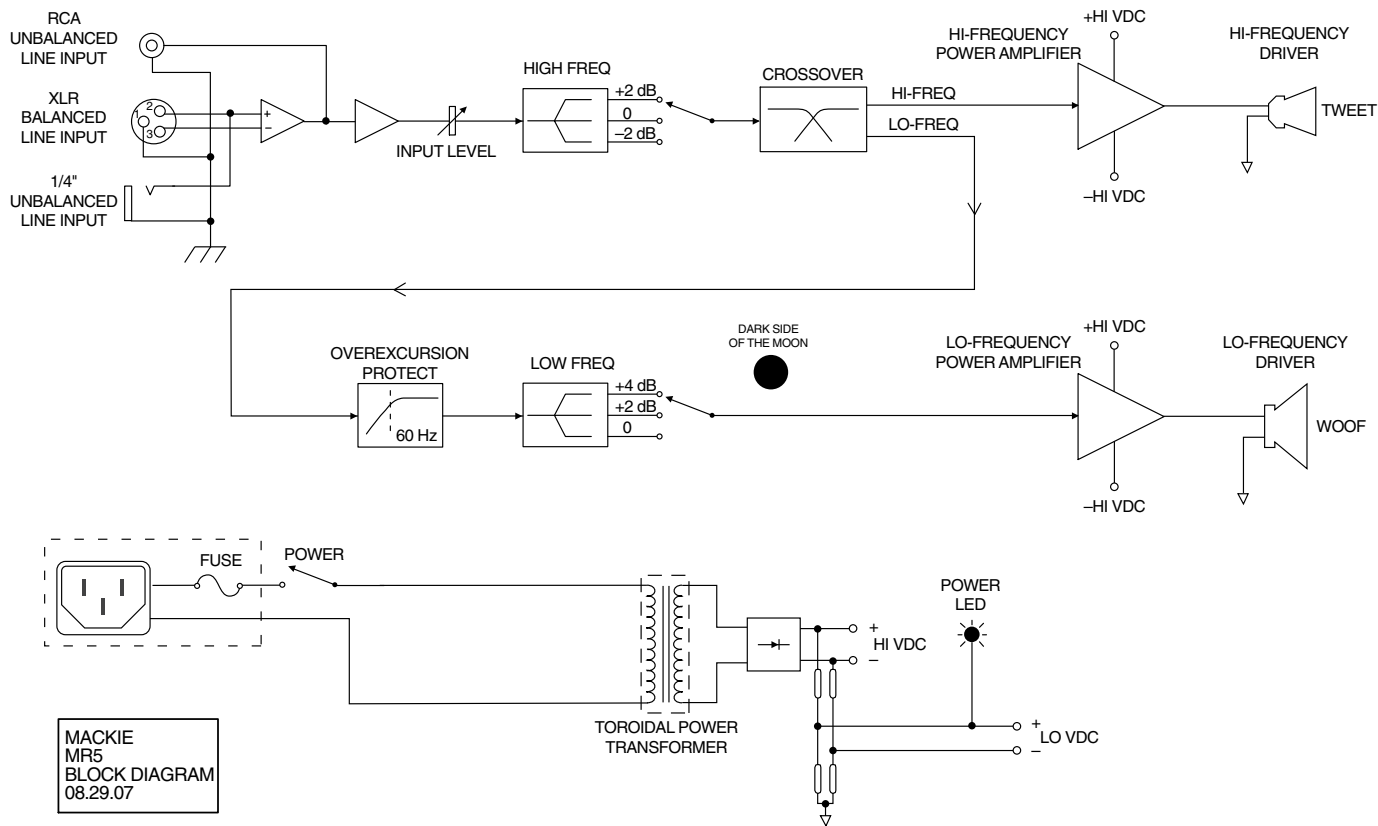 RCA
UNBALANCED
LINE INPUT
XLR
BALANCED
LINE INPUT
2
1
3
1/4"
UNBALANCED
LINE INPUT
+
−
INPUT LEVEL
HIGH FREQ
+2 dB
0
–2 dB
CROSSOVER
HI-FREQ
LO-FREQ
HI-FREQUENCY
POWER AMPLIFIER
+HI VDC
–HI VDC
HI-FREQUENCY
DRIVER
TWEET
OVEREXCURSION
PROTECT
60 Hz
LOW FREQ
+4 dB
+2 dB
0
DARK SIDE
OF THE MOON
LO-FREQUENCY
POWER AMPLIFIER
+HI VDC
–HI VDC
LO-FREQUENCY
DRIVER
WOOF
FUSE
POWER
TOROIDAL POWER
TRANSFORMER
+
HI VDC
–
POWER
LED
+
LO VDC
–
MACKIE
MR5
BLOCK DIAGRAM
08.29.07